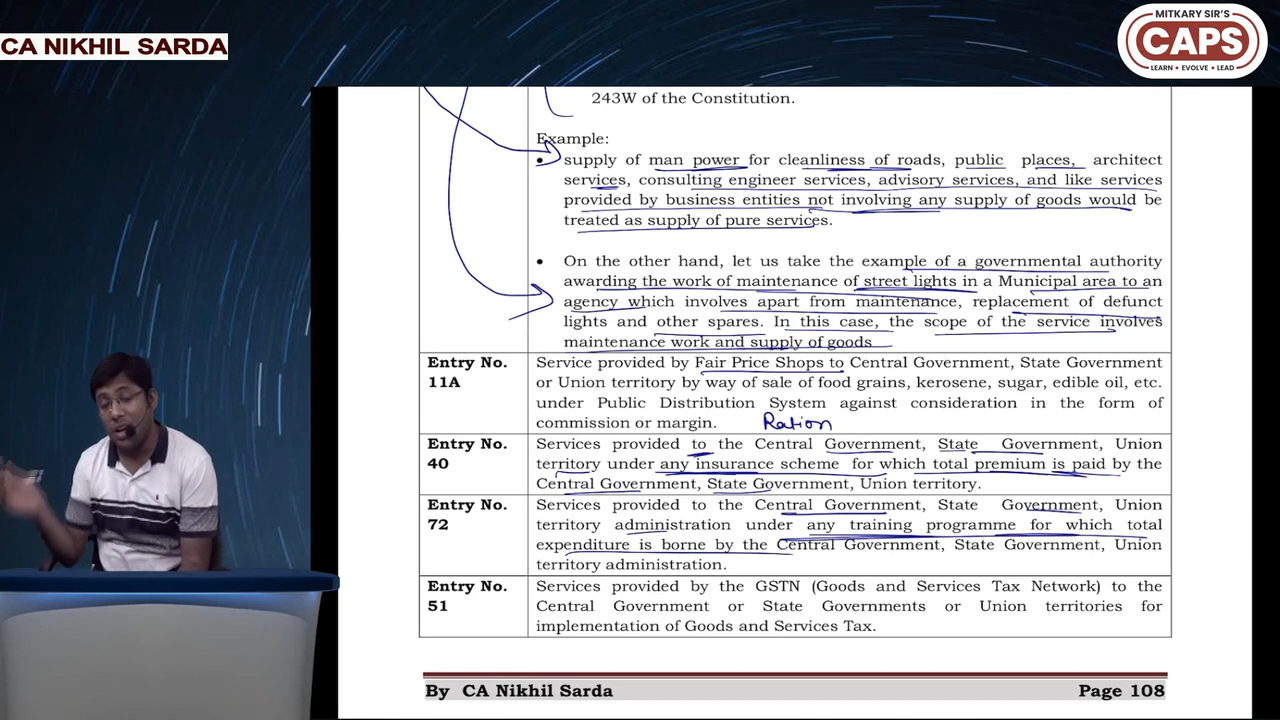 CA NIKHIL SARDA
MITKARY SIR'S
CAPS
LEARN • EVOLVE • LEAD
243W of the Constitution.
Example:
• supply of man power for cleanliness of roads, public places, architect
services, consulting engineer services, advisory services, and like services
provided by business entities not involving any supply of goods would be
treated as supply of pure services.
• On the other hand, let us take the example of a governmental authority
awarding the work of maintenance of street lights in a Municipal area to an
agency which involves apart from maintenance, replacement of defunct
lights and other spares. In this case, the scope of the service involves
maintenance work and supply of goods
Entry No.
11A
Service provided by Fair Price Shops to Central Government, State Government
or Union territory by way of sale of food grains, kerosene, sugar, edible oil, etc.
under Public Distribution System against consideration in the form of
commission or margin. Ration
Entry No.
40
Services provided to the Central Government, State Government, Union
territory under any insurance scheme for which total premium is paid by the
Central Government, State Government, Union territory.
Entry No.
72
Services provided to the Central Government, State Government, Union
territory administration under any training programme for which total
expenditure is borne by the Central Government, State Government, Union
territory administration.
Entry No.
51
Services provided by the GSTN (Goods and Services Tax Network) to the
Central Government or State Governments or Union territories for
implementation of Goods and Services Tax.
By CA Nikhil Sarda
Page 108